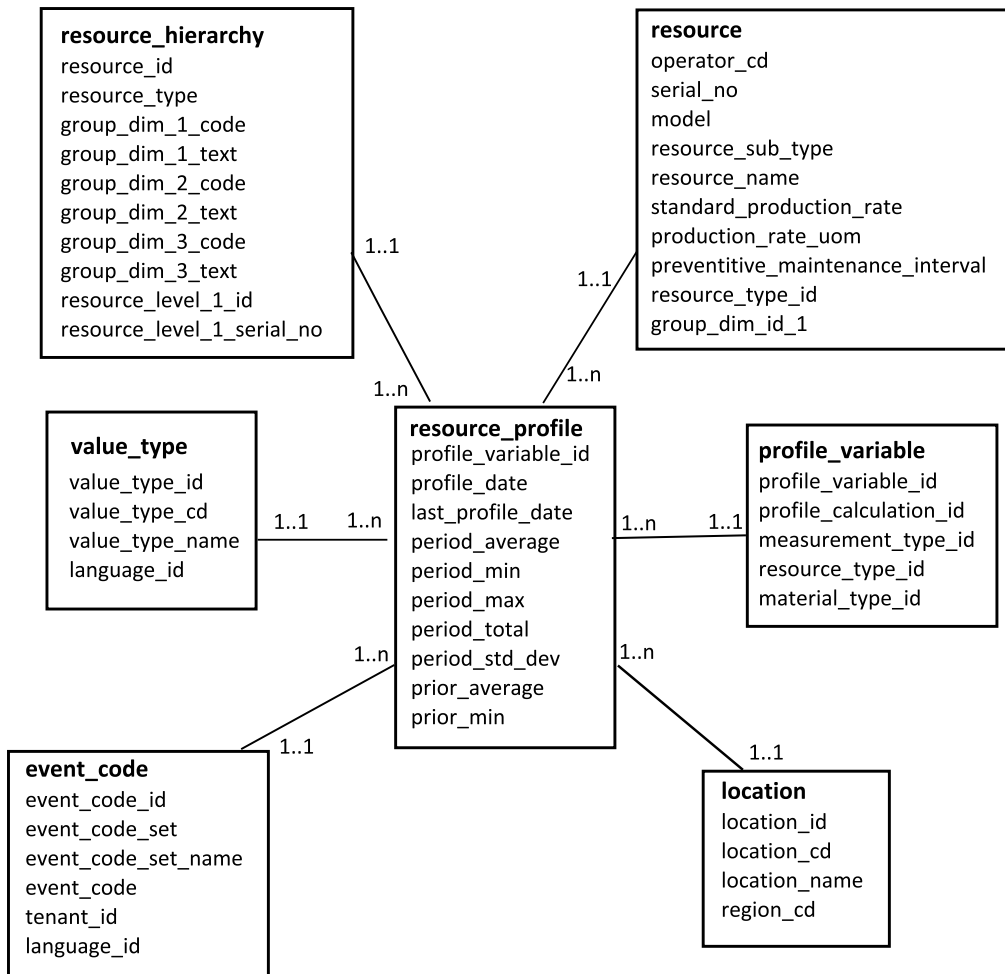 resource_hierarchy
resource_id
resource_type
group_dim_1_code
group_dim_1_text
group_dim_2_code
group_dim_2_text
group_dim_3_code
group_dim_3_text
resource_level_1_id
resource_level_1_serial_no
resource
operator_cd
serial_no
model
resource_sub_type
resource_name
standard_production_rate
production_rate_uom
preventitive_maintenance_interval
resource_type_id
group_dim_id_1
1..1
1..n
1..1
1..n
value_type
value_type_id
value_type_cd
value_type_name
language_id
1..1
1..n
resource_profile
profile_variable_id
profile_date
last_profile_date
period_average
period_min
period_max
period_total
period_std_dev
prior_average
prior_min
1..n
1..1
profile_variable
profile_variable_id
profile_calculation_id
measurement_type_id
resource_type_id
material_type_id
1..n
1..1
1..n
1..1
event_code
event_code_id
event_code_set
event_code_set_name
event_code
tenant_id
language_id
location
location_id
location_cd
location_name
region_cd